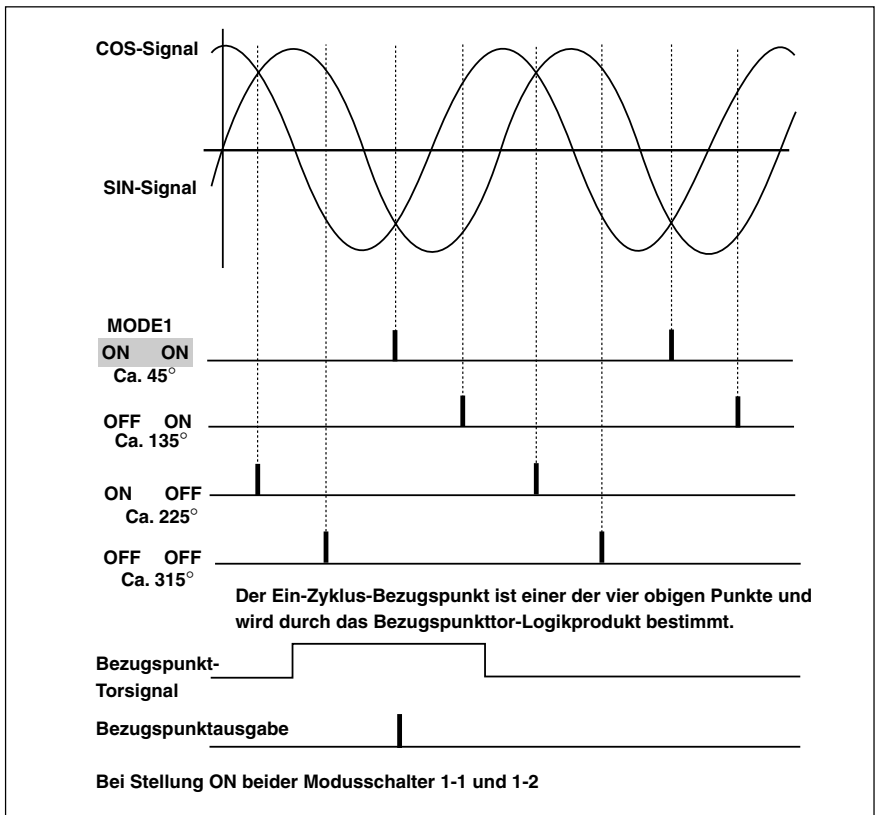 COS-Signal
SIN-Signal
MODE1
ON ON
Ca. 45°
OFF ON
Ca. 135°
ON OFF
Ca. 225°
OFF OFF
Ca. 315°
Der Ein-Zyklus-Bezugspunkt ist einer der vier obigen Punkte und
wird durch das Bezugspunkttor-Logikprodukt bestimmt.
Bezugspunkt-
Torsignal
Bezugspunktausgabe
Bei Stellung ON beider Modusschalter 1-1 und 1-2